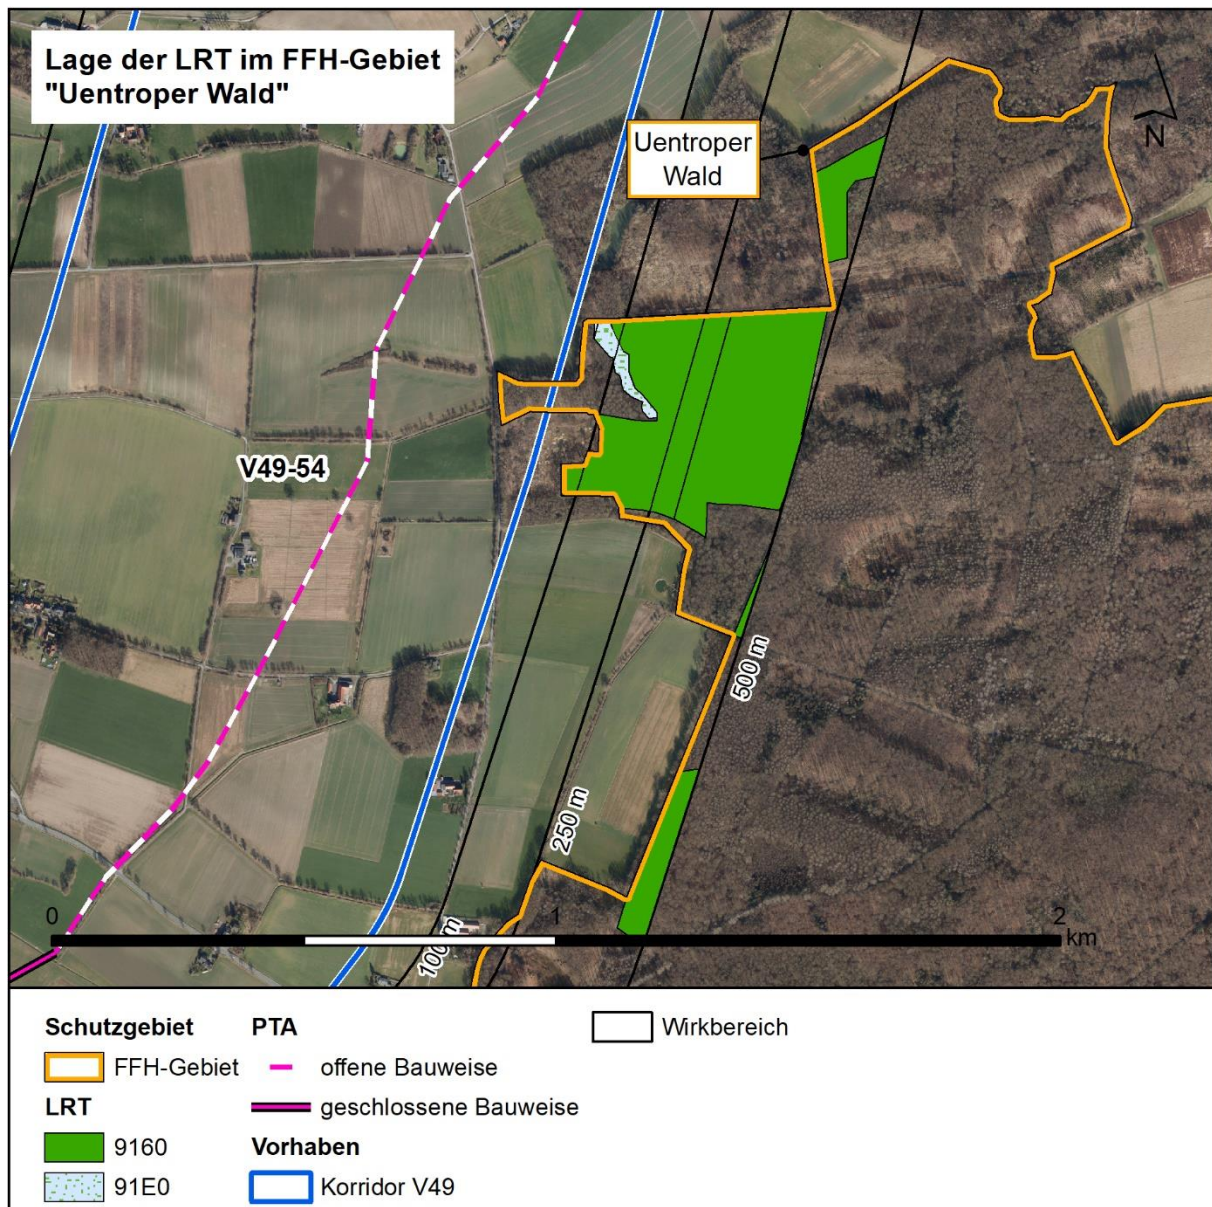 Lage der LRT im FFH-Gebiet
"Uentroper Wald"
N
Uentroper
Wald
V49-54
500 m
250 m
100 m
0
1
2
km
Schutzgebiet
FFH-Gebiet
LRT
9160
91E0
PTA
offene Bauweise
geschlossene Bauweise
Vorhaben
Korridor V49
Wirkbereich